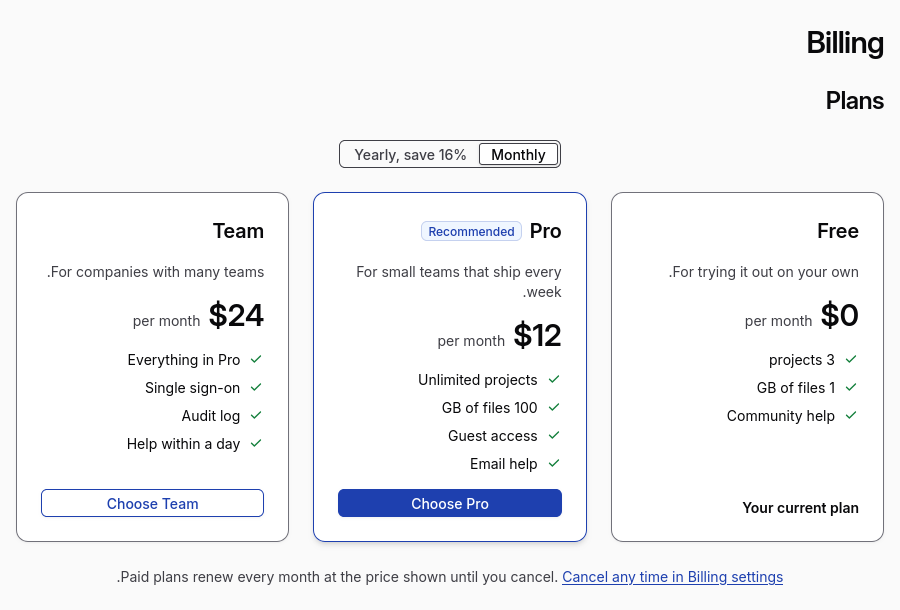 Billing
Plans
Monthly
Yearly, save 16%
Free
.For trying it out on your own
$0 per month
projects 3
GB of files 1
Community help
Your current plan
Pro Recommended
For small teams that ship every
.week
$12 per month
Unlimited projects
GB of files 100
Guest access
Email help
Choose Pro
Team
.For companies with many teams
$24 per month
Everything in Pro
Single sign-on
Audit log
Help within a day
Choose Team
.Paid plans renew every month at the price shown until you cancel. Cancel any time in Billing settings